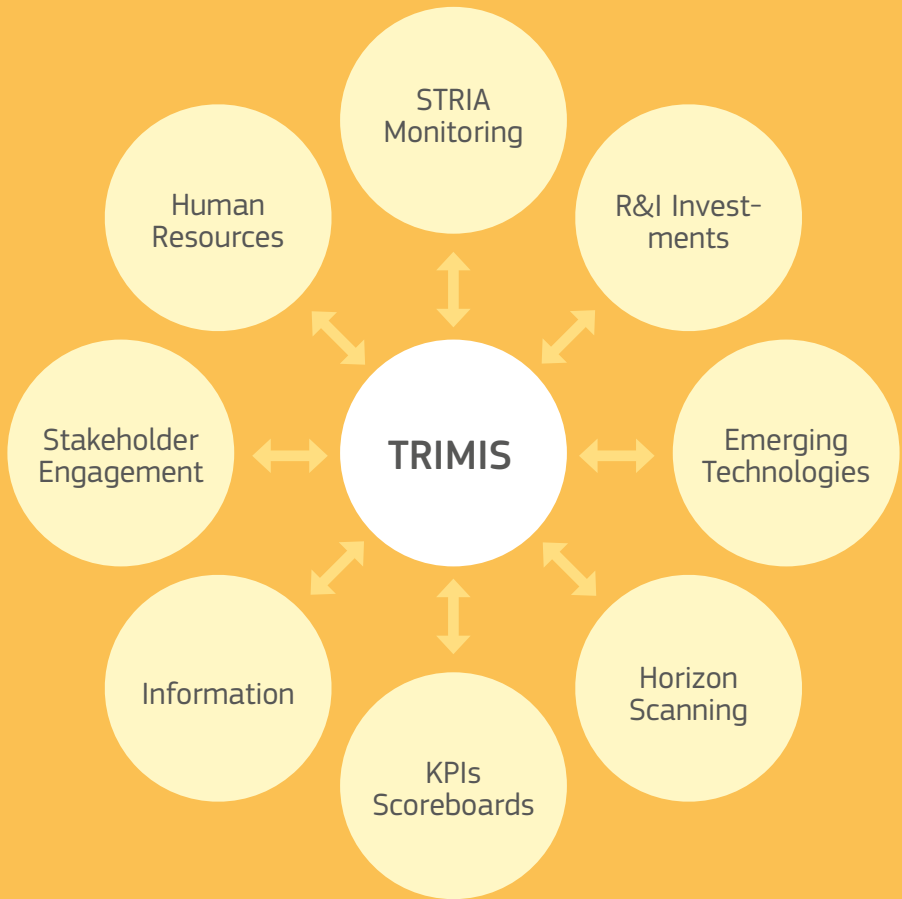 STRIA
Monitoring
Human
Resources
R&I Invest-
ments
Stakeholder
Engagement
TRIMIS
Emerging
Technologies
Information
Horizon
Scanning
KPIs
Scoreboards